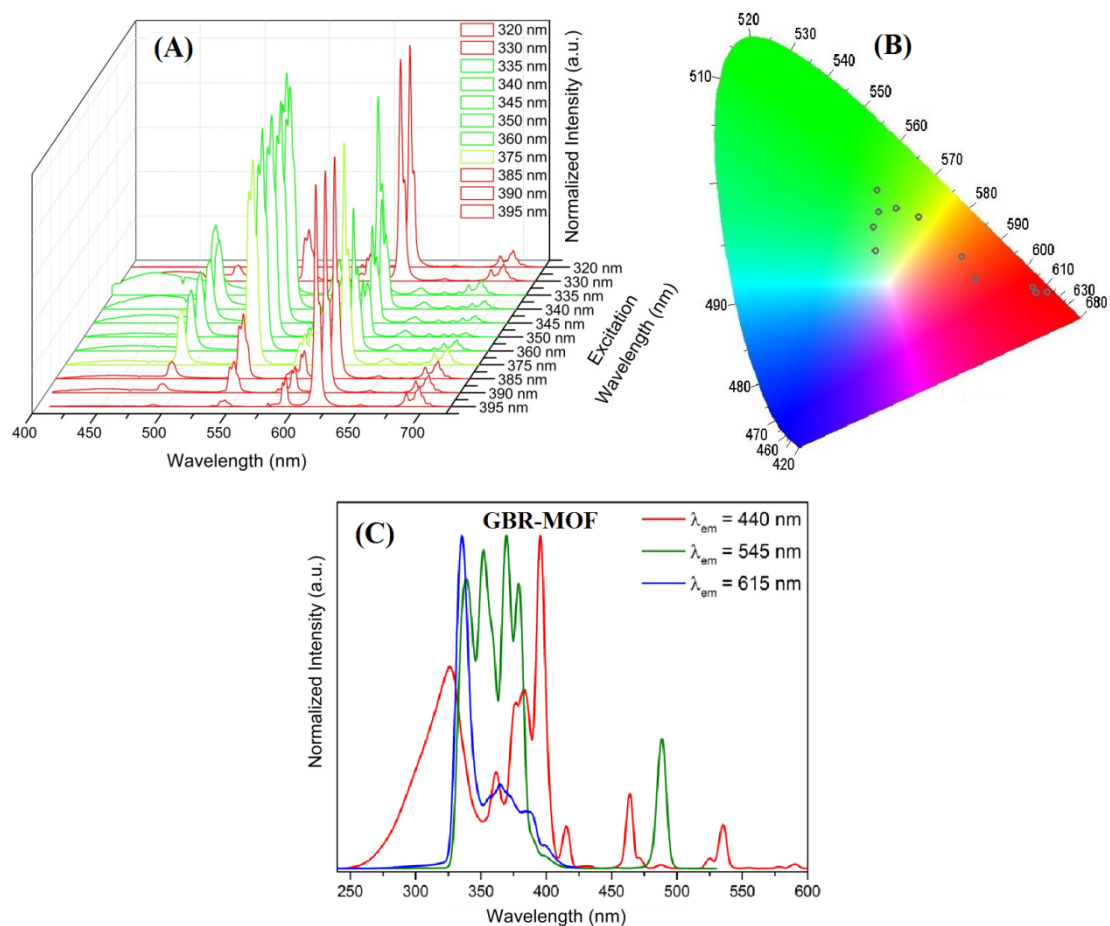 (A)
320 nm
330 nm
335 nm
340 nm
345 nm
350 nm
360 nm
375 nm
385 nm
390 nm
395 nm
Normalized Intensity (a.u.)
320 nm
330 nm
335 nm
340 nm
345 nm
350 nm
360 nm
375 nm
385 nm
390 nm
395 nm
Excitation
Wavelength (nm)
400 450 500 550 600 650 700
Wavelength (nm)
(B)
520
530
540
510
550
560
570
580
590
600
610
630
680
490
480
470
460
420
(C)
GBR-MOF
λem = 440 nm
λem = 545 nm
λem = 615 nm
Normalized Intensity (a.u.)
250 300 350 400 450 500 550 600
Wavelength (nm)